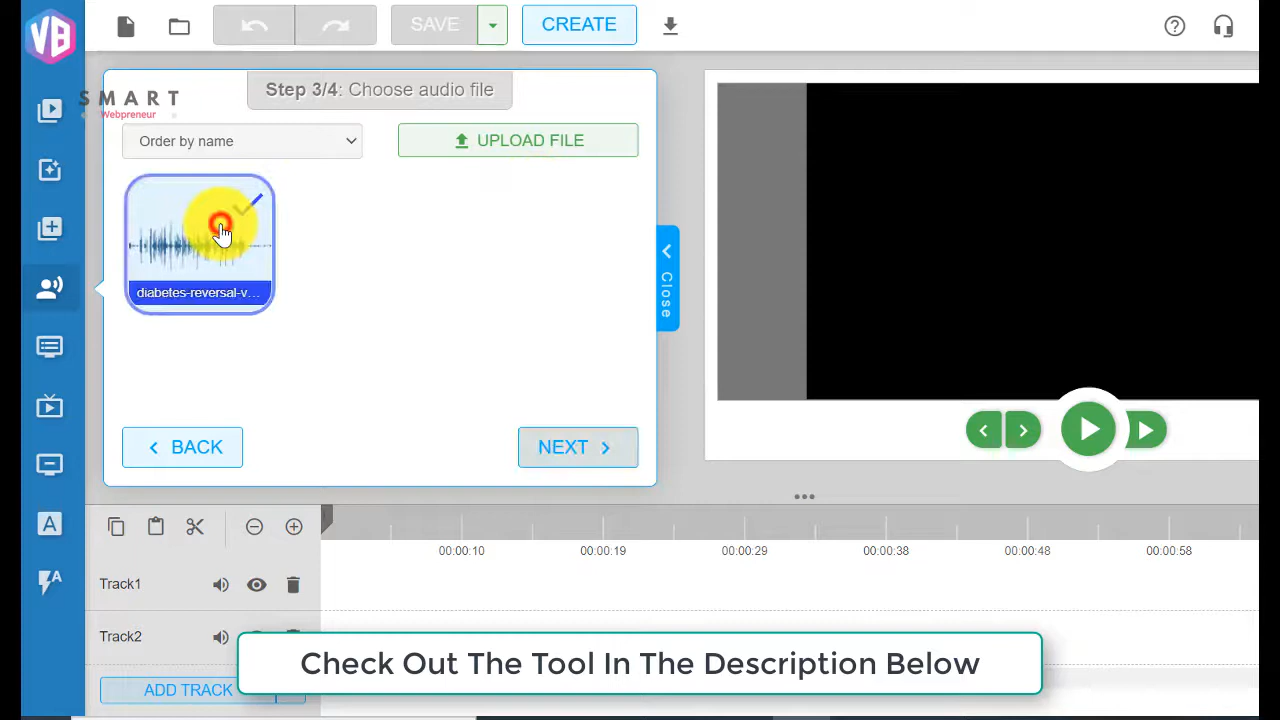 VB
SAVE
CREATE
SMART
Webpreneur
Step 3/4: Choose audio file
Order by name
UPLOAD FILE
diabetes-reversal-v...
Close
BACK
NEXT
00:00:10
00:00:19
00:00:29
00:00:38
00:00:48
00:00:58
Track1
Track2
A
A
ADD TRACK
Check Out The Tool In The Description Below